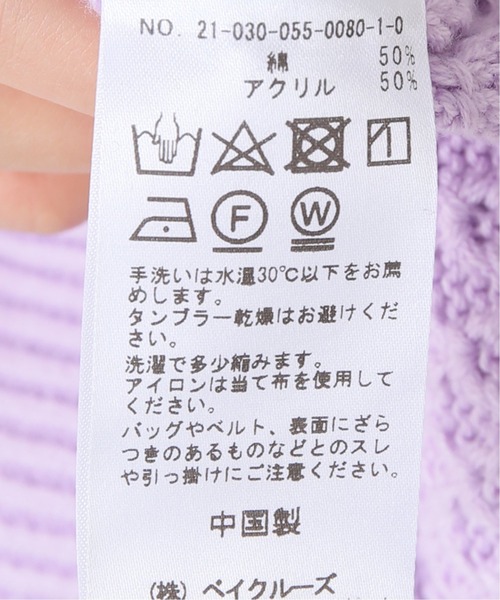 NO. 21-030-055-0080-1-0
綿 50%
アクリル 50%
1
F W
手洗いは水温30℃以下をお薦
めします。
タンブラー乾燥はお避けくだ
さい。
洗濯で多少縮みます。
アイロンは当て布を使用して
ください。
バッグやベルト、表面にざら
つきのあるものなどとのスレ
や引っ掛けにご注意ください。
中国製
(株) ベイクルーズ